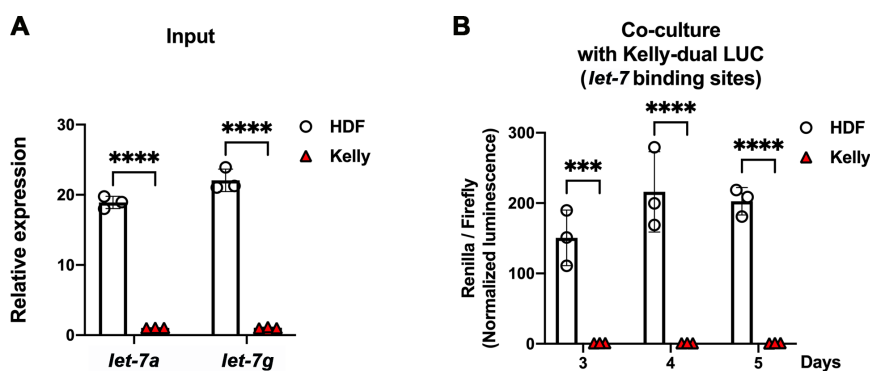 A
Input
Relative expression
30
20
10
0
****
****
HDF
Kelly
let-7a
let-7g
B
Co-culture
with Kelly-dual LUC
(let-7 binding sites)
Renilla / Firefly
(Normalized luminescence)
300
200
100
0
***
****
****
HDF
Kelly
3
4
5
Days